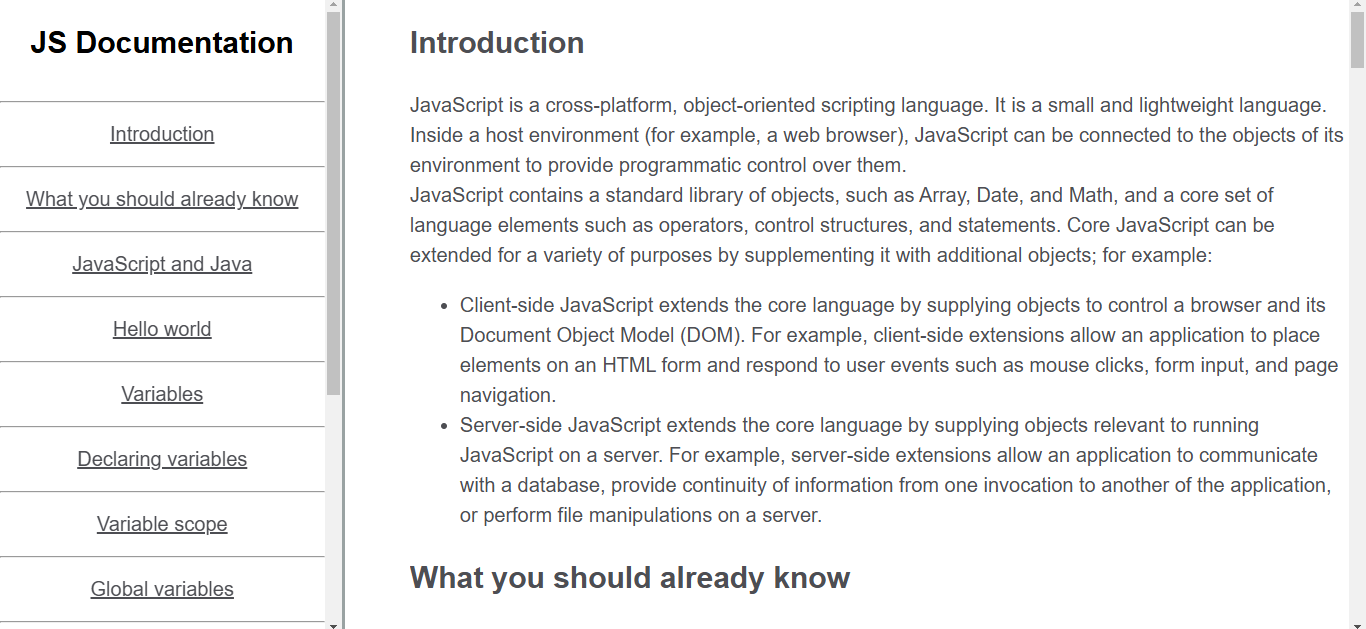 JS Documentation
Introduction
What you should already know
JavaScript and Java
Hello world
Variables
Declaring variables
Variable scope
Global variables
Introduction
JavaScript is a cross-platform, object-oriented scripting language. It is a small and lightweight language.
Inside a host environment (for example, a web browser), JavaScript can be connected to the objects of its
environment to provide programmatic control over them.
JavaScript contains a standard library of objects, such as Array, Date, and Math, and a core set of
language elements such as operators, control structures, and statements. Core JavaScript can be
extended for a variety of purposes by supplementing it with additional objects; for example:
• Client-side JavaScript extends the core language by supplying objects to control a browser and its
Document Object Model (DOM). For example, client-side extensions allow an application to place
elements on an HTML form and respond to user events such as mouse clicks, form input, and page
navigation.
• Server-side JavaScript extends the core language by supplying objects relevant to running
JavaScript on a server. For example, server-side extensions allow an application to communicate
with a database, provide continuity of information from one invocation to another of the application,
or perform file manipulations on a server.
What you should already know